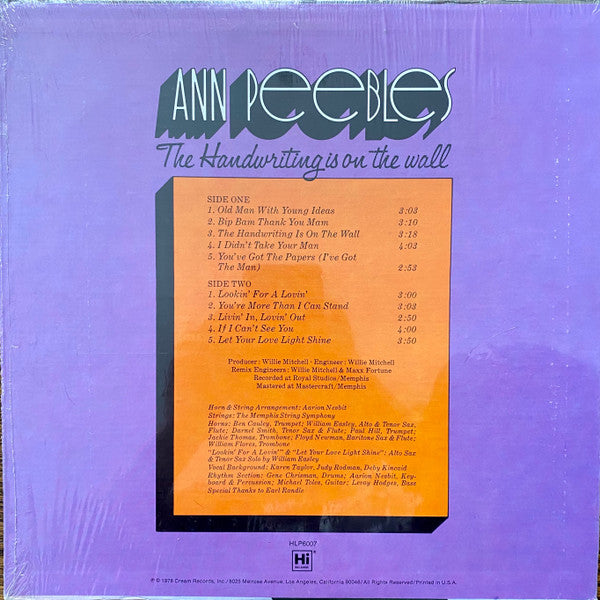 ANN PEEBLES
The Handwriting is on the wall
SIDE ONE
1. Old Man With Young Ideas 3:03
2. Bip Bam Thank You Mam 3:10
3. The Handwriting Is On The Wall 3:18
4. I Didn't Take Your Man 4:03
5. You've Got The Papers (I've Got
The Man) 2:53
SIDE TWO
1. Lookin' For A Lovin' 3:00
2. You're More Than I Can Stand 3:03
3. Livin' In, Lovin' Out 2:50
4. If I Can't See You 4:00
5. Let Your Love Light Shine 3:50
Producer: Willie Mitchell - Engineer: Willie Mitchell
Remix Engineers: Willie Mitchell & Maxx Fortune
Recorded at Royal Studios/Memphis
Mastered at Mastercraft/Memphis
Horn & String Arrangement: Aarion Nesbit
Strings: The Memphis String Symphony
Horns: Ben Cauley, Trumpet; William Easley, Alto & Tenor Sax,
Flute; Darnel Smith, Tenor Sax & Flute; Paul Hill, Trumpet;
Jackie Thomas, Trombone; Floyd Newman, Baritone Sax & Flute;
William Flores, Trombone
"Lookin' For A Lovin'" & "Let Your Love Light Shine": Alto Sax
& Tenor Sax Solo by William Easley
Vocal Background: Karen Taylor, Judy Rodman, Deby Kincaid
Rhythm Section: Gene Chrisman, Drums; Aarion Nesbit, Key-
board & Percussion; Michael Toles, Guitar; Leroy Hodges, Bass
Special Thanks to Earl Randle
HLP6007
Hi
RECORDS
℗ © 1978 Cream Records, Inc./8025 Melrose Avenue, Los Angeles, California 90046/All Rights Reserved/Printed in U.S.A.